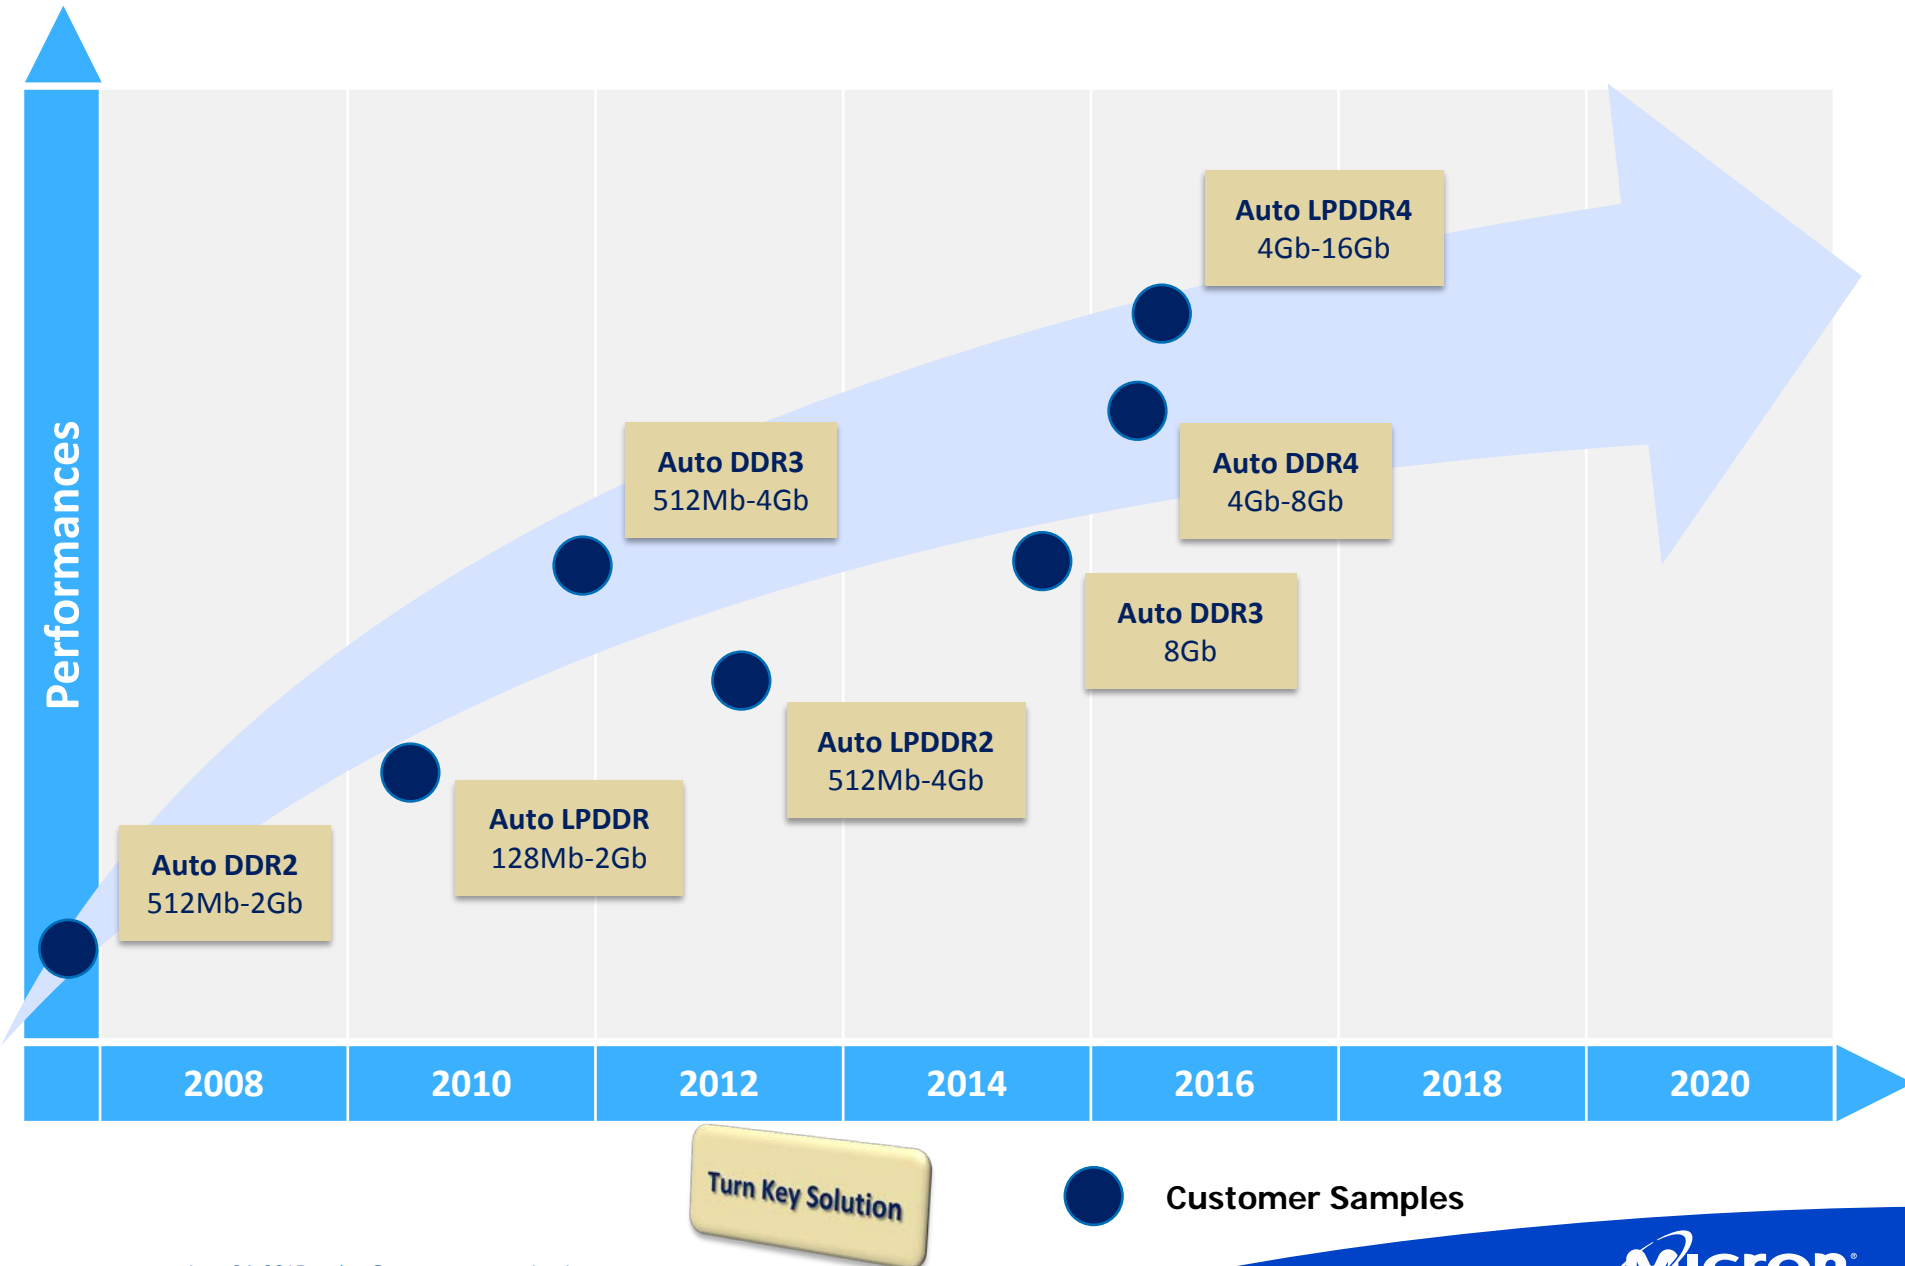 Performances
Auto LPDDR4
4Gb-16Gb
Auto DDR3
512Mb-4Gb
Auto DDR4
4Gb-8Gb
Auto DDR3
8Gb
Auto LPDDR2
512Mb-4Gb
Auto LPDDR
128Mb-2Gb
Auto DDR2
512Mb-2Gb
2008 2010 2012 2014 2016 2018 2020
Turn Key Solution
Customer Samples
Micron®